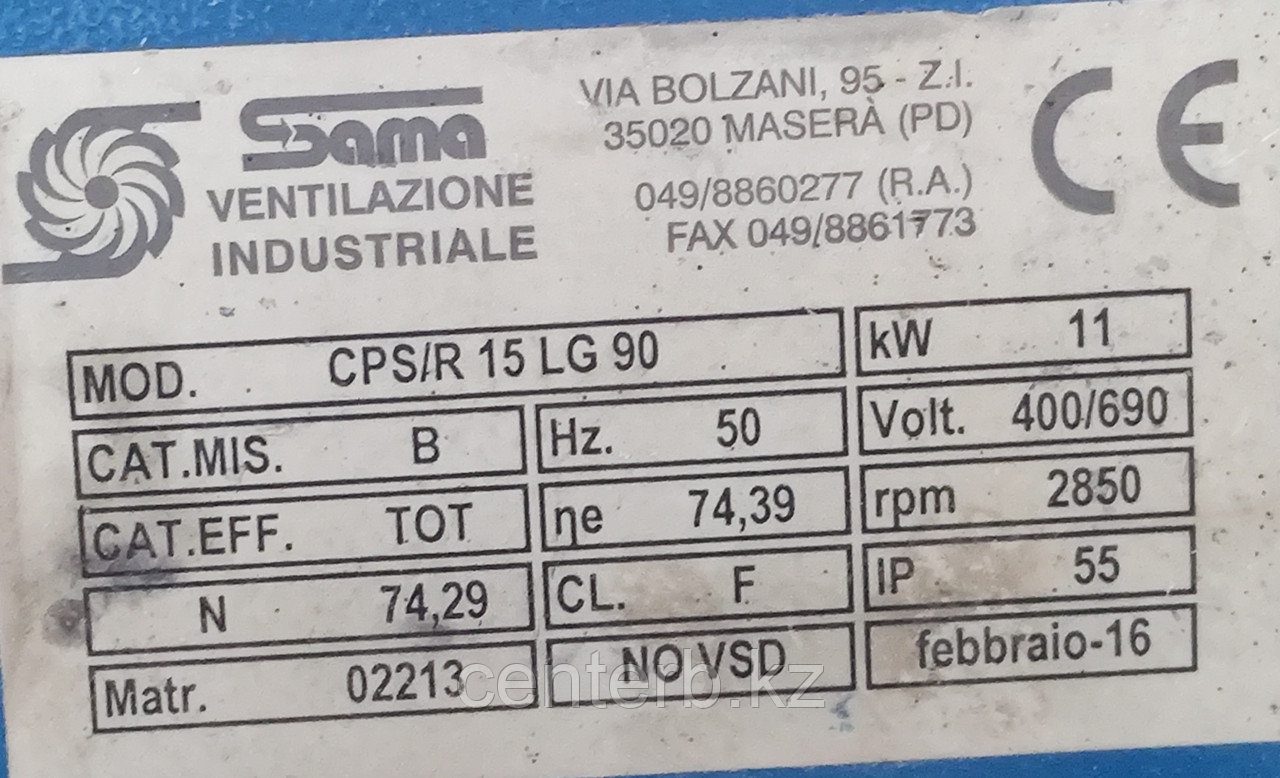 Sama
VENTILAZIONE
INDUSTRIALE
VIA BOLZANI, 95 - Z.I.
35020 MASERÀ (PD)
049/8860277 (R.A.)
FAX 049/8861773
CE
MOD. CPS/R 15 LG 90 kW 11
CAT.MIS. B Hz. 50 Volt. 400/690
CAT.EFF. TOT ηe 74,39 rpm 2850
N 74,29 CL. F IP 55
Matr. 02213 NO VSD febbraio-16
centerb.kz